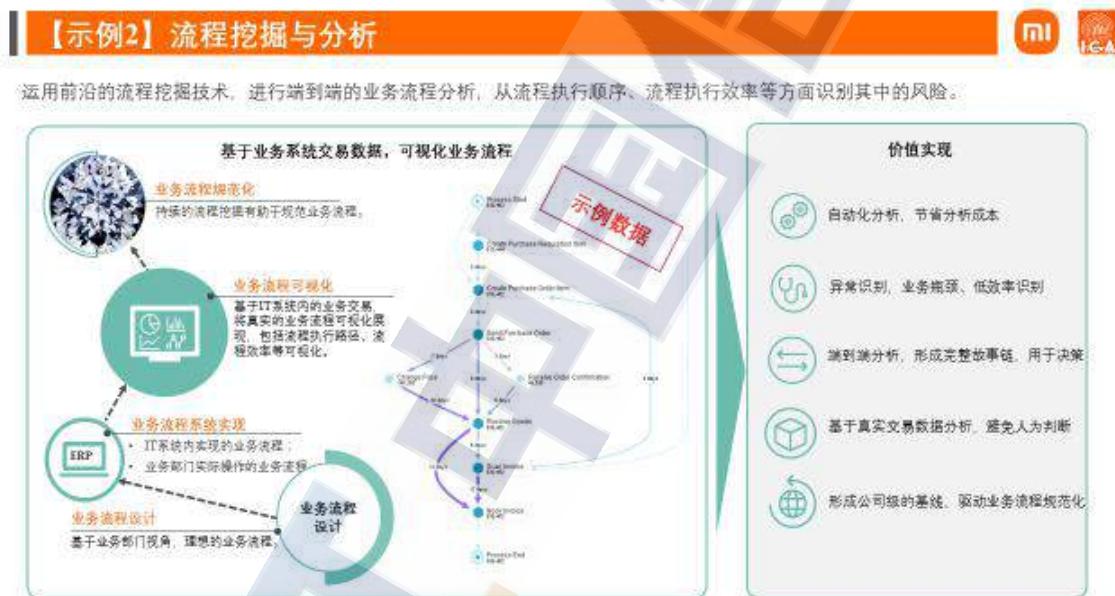 【示例2】流程挖掘与分析
mi
I·G·A
运用前沿的流程挖掘技术，进行端到端的业务流程分析，从流程执行顺序、流程执行效率等方面识别其中的风险。
基于业务系统交易数据，可视化业务流程
业务流程规范化
持续的流程挖掘有助于规范业务流程。
业务流程可视化
基于IT系统内的业务交易，
将真实的业务流程可视化展
现，包括流程执行路径、流
程效率等可视化。
业务流程系统实现
• IT系统内实现的业务流程；
• 业务部门实际操作的业务流程
ERP
业务流程设计
基于业务部门视角，理想的业务流程。
业务流程
设计
示例数据
Process Start
Create Purchase Requisition Item
Create Purchase Order Item
Send Purchase Order
Change Price
Receive Order Confirmation
Receive Goods
Scan Invoice
Book Invoice
Process End
价值实现
自动化分析、节省分析成本
异常识别，业务瓶颈、低效率识别
端到端分析，形成完整故事链，用于决策
基于真实交易数据分析，避免人为判断
形成公司级的基线，驱动业务流程规范化